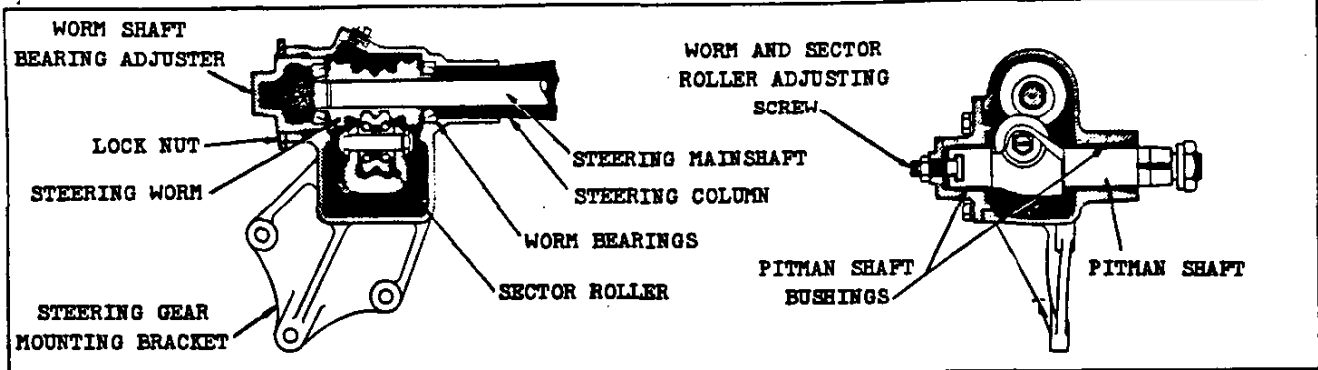 WORM SHAFT
BEARING ADJUSTER
LOCK NUT
STEERING WORM
STEERING GEAR
MOUNTING BRACKET
STEERING MAINSHAFT
STEERING COLUMN
WORM BEARINGS
SECTOR ROLLER
WORM AND SECTOR
ROLLER ADJUSTING
SCREW
PITMAN SHAFT
BUSHINGS
PITMAN SHAFT